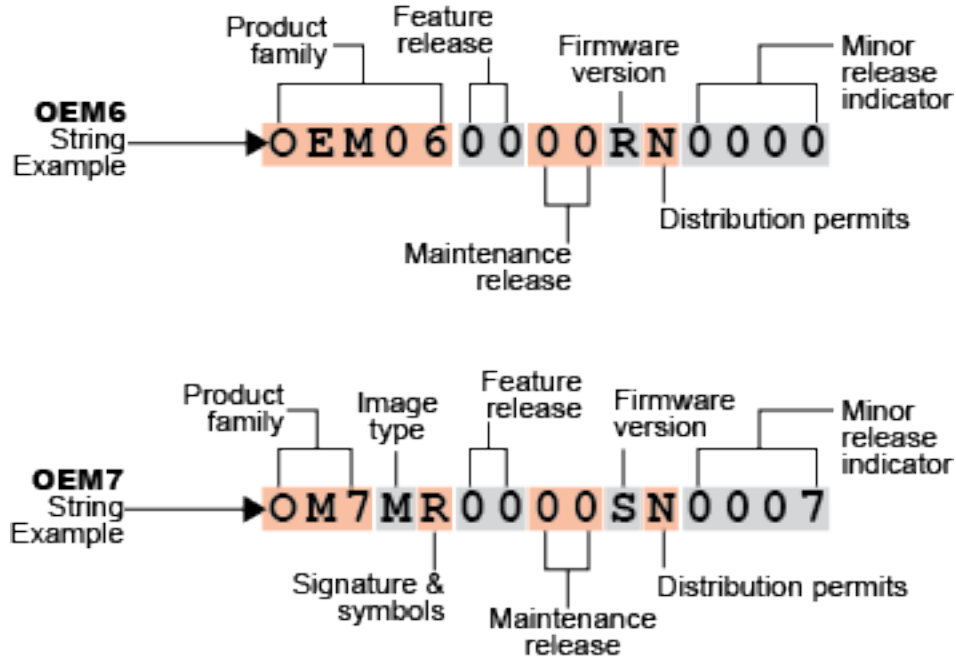 Product
family
Feature
release
Firmware
version
Minor
release
indicator
OEM6
String
Example
OEM060000RN0000
Maintenance
release
Distribution permits
Product
family
Image
type
Feature
release
Firmware
version
Minor
release
indicator
OEM7
String
Example
OM7MR0000SN0007
Signature &
symbols
Maintenance
release
Distribution permits